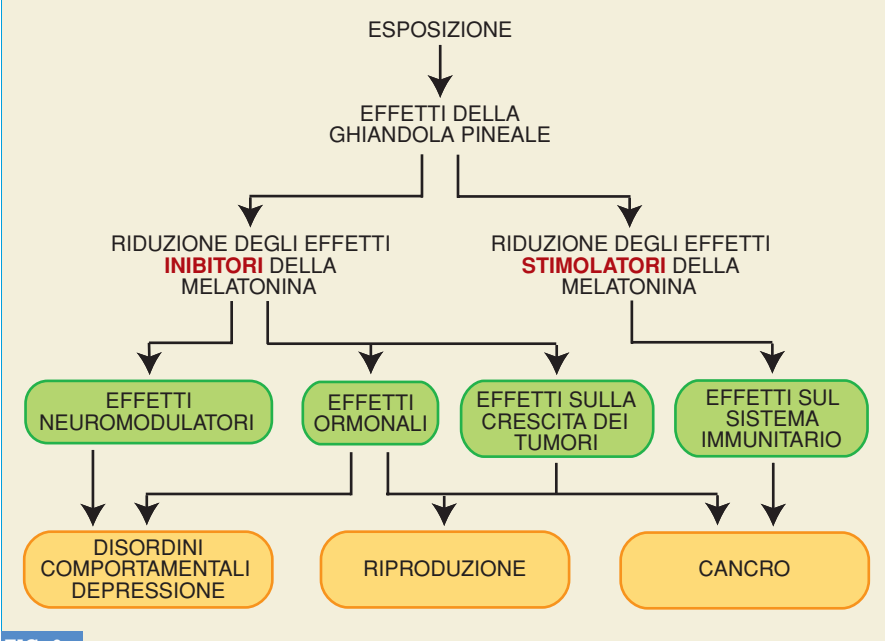 ESPOSIZIONE
EFFETTI DELLA
GHIANDOLA PINEALE
RIDUZIONE DEGLI EFFETTI
INIBITORI DELLA
MELATONINA
RIDUZIONE DEGLI EFFETTI
STIMOLATORI DELLA
MELATONINA
EFFETTI
NEUROMODULATORI
EFFETTI
ORMONALI
EFFETTI SULLA
CRESCITA DEI
TUMORI
EFFETTI SUL
SISTEMA
IMMUNITARIO
DISORDINI
COMPORTAMENTALI
DEPRESSIONE
RIPRODUZIONE
CANCRO